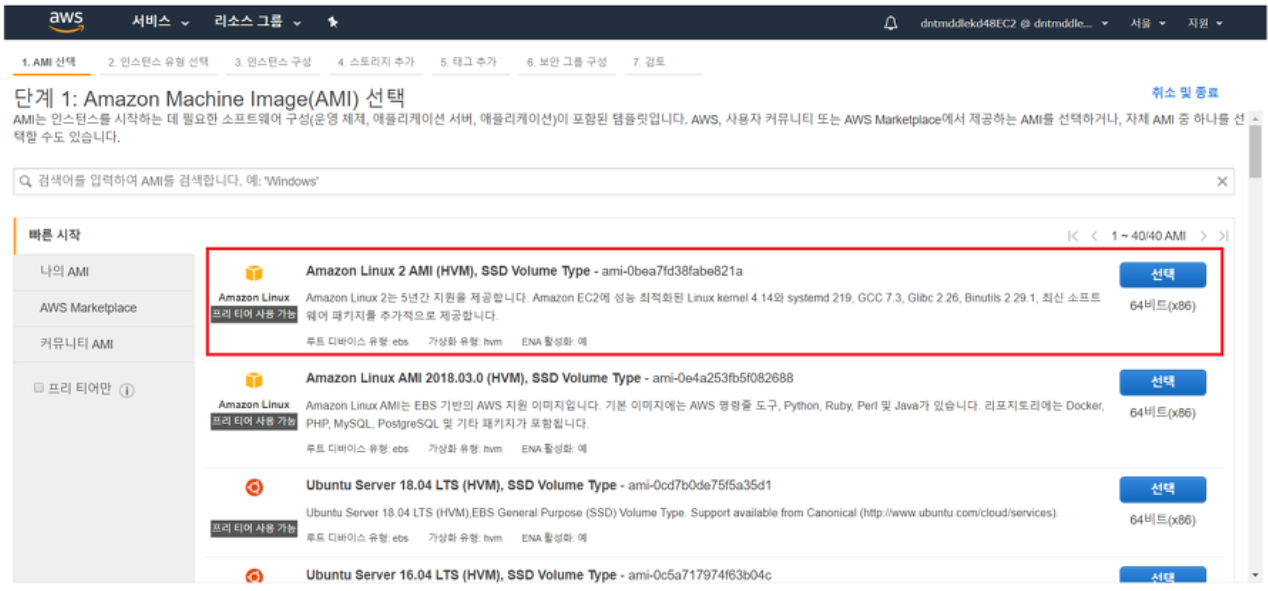 aws 서비스 리소스 그룹 dntmddlekd48EC2 @ dntmddle... 서울 지원
1. AMI 선택 2. 인스턴스 유형 선택 3. 인스턴스 구성 4. 스토리지 추가 5. 태그 추가 6. 보안 그룹 구성 7. 검토
단계 1: Amazon Machine Image(AMI) 선택
취소 및 종료
AMI는 인스턴스를 시작하는 데 필요한 소프트웨어 구성(운영 체제, 애플리케이션 서버, 애플리케이션)이 포함된 템플릿입니다. AWS, 사용자 커뮤니티 또는 AWS Marketplace에서 제공하는 AMI를 선택하거나, 자체 AMI 중 하나를 선
택할 수도 있습니다.
검색어를 입력하여 AMI를 검색합니다. 예: 'Windows'
빠른 시작
나의 AMI
AWS Marketplace
커뮤니티 AMI
프리 티어만
1 ~ 40/40 AMI
Amazon Linux 2 AMI (HVM), SSD Volume Type - ami-0bea7fd38fabe821a
선택
Amazon Linux
프리 티어 사용 가능
Amazon Linux 2는 5년간 지원을 제공합니다. Amazon EC2에 성능 최적화된 Linux kernel 4.14와 systemd 219, GCC 7.3, Glibc 2.26, Binutils 2.29.1, 최신 소프트
웨어 패키지를 추가적으로 제공합니다.
64비트(x86)
루트 디바이스 유형: ebs 가상화 유형: hvm ENA 활성화: 예
Amazon Linux AMI 2018.03.0 (HVM), SSD Volume Type - ami-0e4a253fb5f082688
선택
Amazon Linux
프리 티어 사용 가능
Amazon Linux AMI는 EBS 기반의 AWS 지원 이미지입니다. 기본 이미지에는 AWS 명령줄 도구, Python, Ruby, Perl 및 Java가 있습니다. 리포지토리에는 Docker,
PHP, MySQL, PostgreSQL 및 기타 패키지가 포함됩니다.
64비트(x86)
루트 디바이스 유형: ebs 가상화 유형: hvm ENA 활성화: 예
Ubuntu Server 18.04 LTS (HVM), SSD Volume Type - ami-0cd7b0de75f5a35d1
선택
프리 티어 사용 가능
Ubuntu Server 18.04 LTS (HVM),EBS General Purpose (SSD) Volume Type. Support available from Canonical (http://www.ubuntu.com/cloud/services).
64비트(x86)
루트 디바이스 유형: ebs 가상화 유형: hvm ENA 활성화: 예
Ubuntu Server 16.04 LTS (HVM), SSD Volume Type - ami-0c5a717974f63b04c
선택